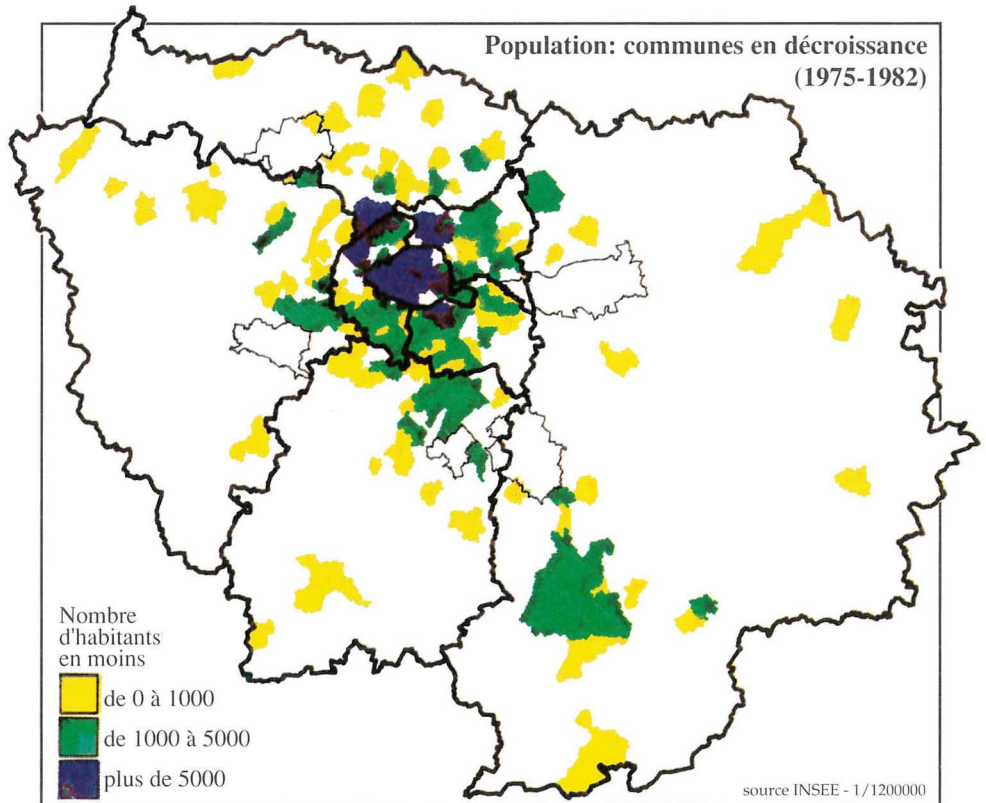 Population: communes en décroissance
(1975-1982)
Nombre
d'habitants
en moins
de 0 à 1000
de 1000 à 5000
plus de 5000
source INSEE - 1/1200000